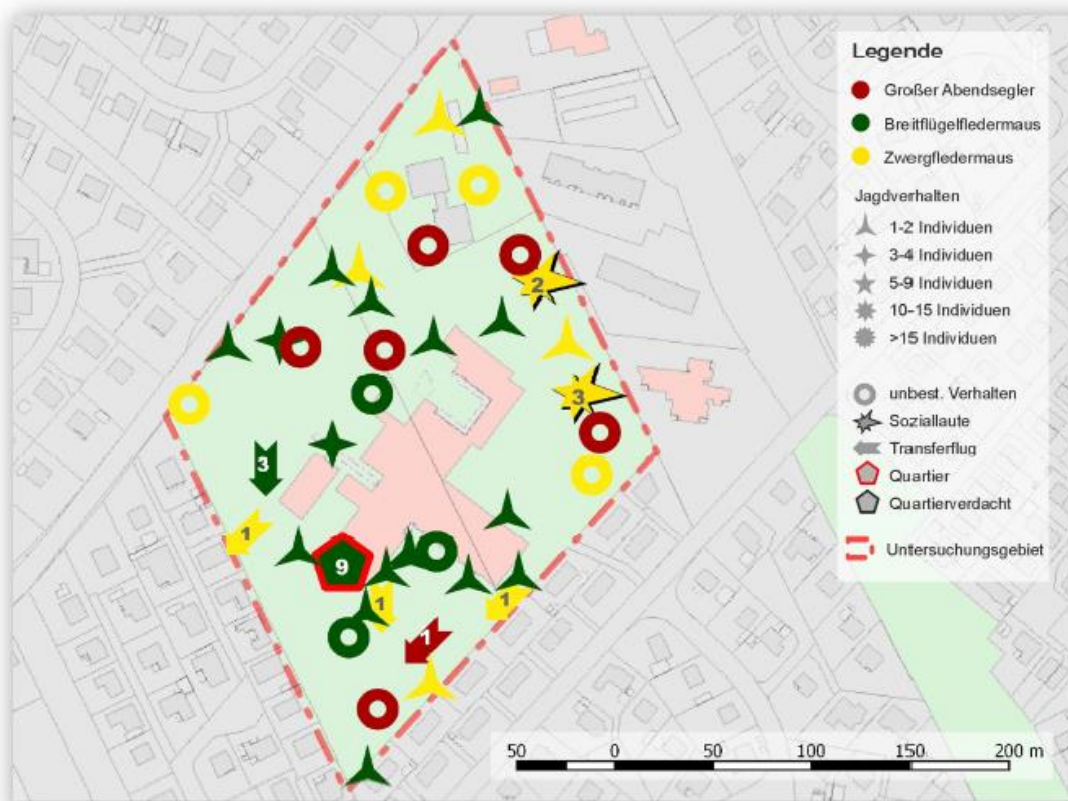 Legende
Großer Abendsegler
Breitflügelfledermaus
Zwergfledermaus
Jagdverhalten
1-2 Individuen
3-4 Individuen
5-9 Individuen
10-15 Individuen
>15 Individuen
unbest. Verhalten
Soziallaute
Transferflug
Quartier
Quartierverdacht
Untersuchungsgebiet
2
3
3
1
9
1
1
1
50 0 50 100 150 200 m